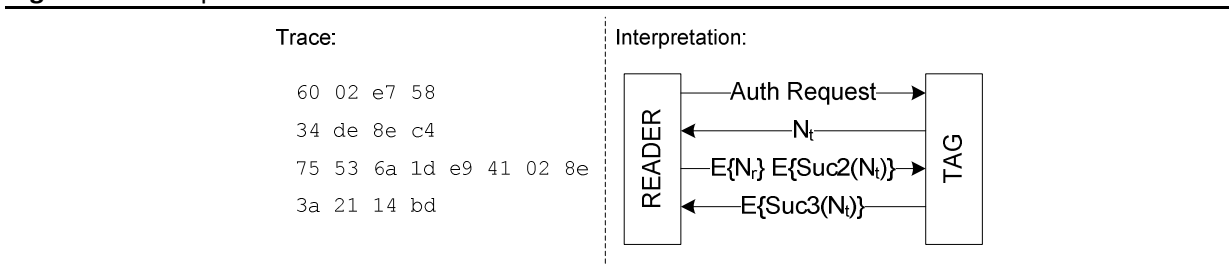 Trace:
60 02 e7 58
34 de 8e c4
75 53 6a 1d e9 41 02 8e
3a 21 14 bd
Interpretation:
READER
Auth Request
Nt
E{Nr} E{Suc2(Nt)}
E{Suc3(Nt)}
TAG